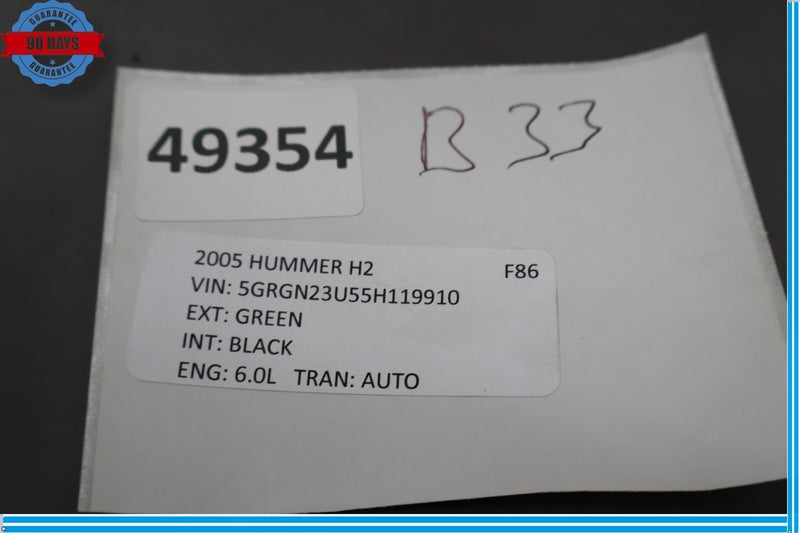 GUARANTEE
90 DAYS
GUARANTEE
49354
B 33
2005 HUMMER H2 F86
VIN: 5GRGN23U55H119910
EXT: GREEN
INT: BLACK
ENG: 6.0L TRAN: AUTO